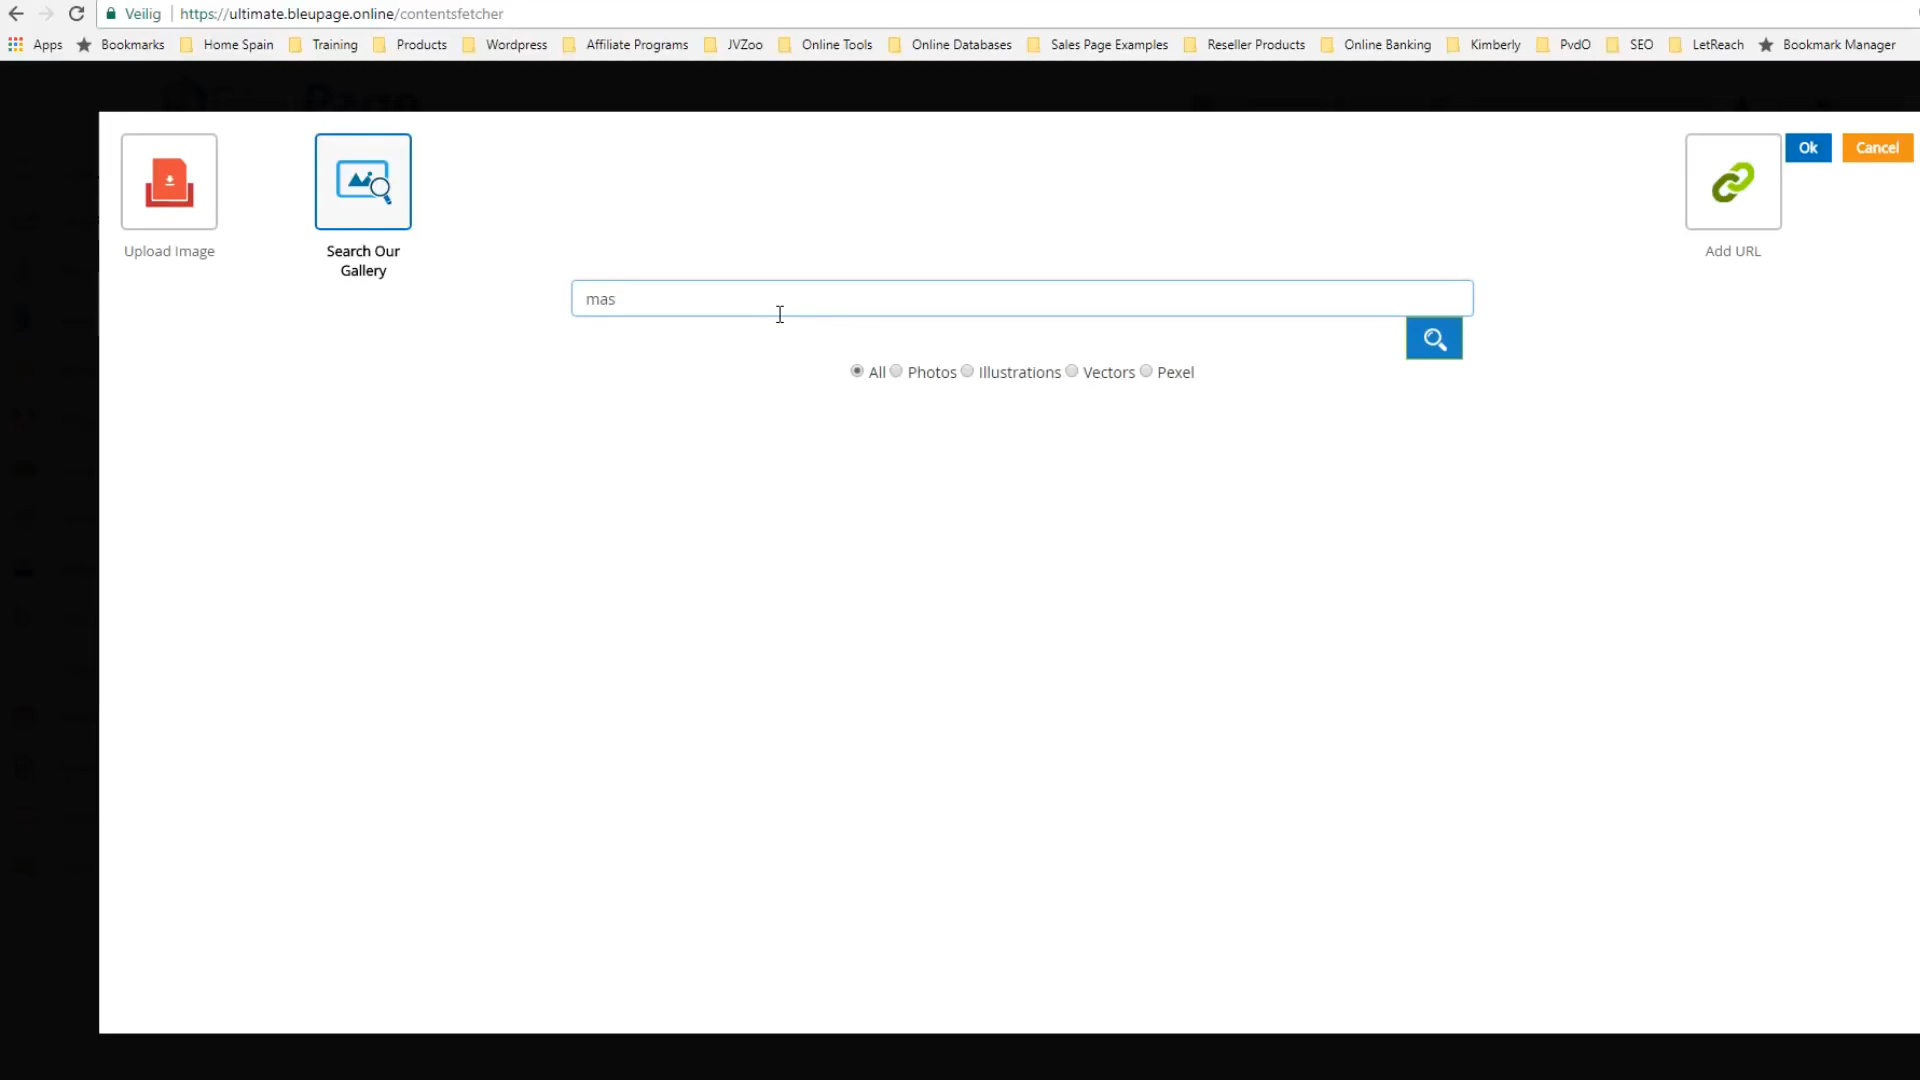 Veilig https://ultimate.bleupage.online/contentsfetcher
Apps Bookmarks Home Spain Training Products Wordpress Affiliate Programs JVZoo Online Tools Online Databases Sales Page Examples Reseller Products Online Banking Kimberly PvdO SEO LetReach Bookmark Manager
Page
Ok Cancel
Upload Image
Search Our
Gallery
Add URL
mas
All Photos Illustrations Vectors Pexel